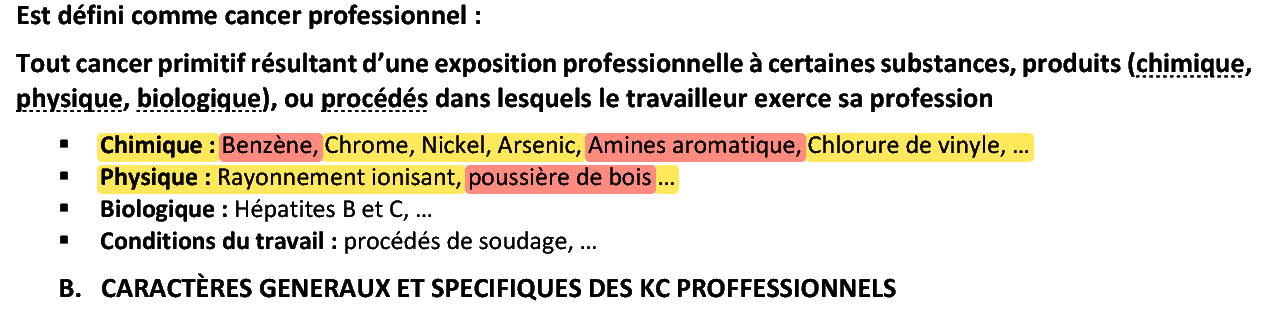 Est défini comme cancer professionnel :
Tout cancer primitif résultant d’une exposition professionnelle à certaines substances, produits (chimique,
physique, biologique), ou procédés dans lesquels le travailleur exerce sa profession
▪ Chimique : Benzène, Chrome, Nickel, Arsenic, Amines aromatique, Chlorure de vinyle, …
▪ Physique : Rayonnement ionisant, poussière de bois …
▪ Biologique : Hépatites B et C, …
▪ Conditions du travail : procédés de soudage, …
B. CARACTÈRES GENERAUX ET SPECIFIQUES DES KC PROFFESSIONNELS